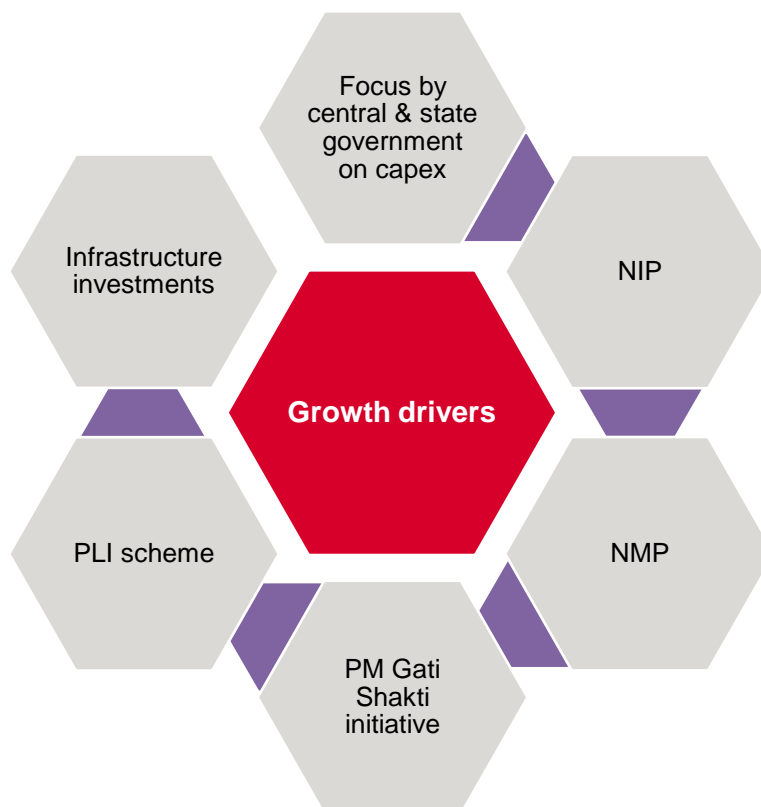 Focus by
central & state
government
on capex
Infrastructure
investments
NIP
Growth drivers
PLI scheme
NMP
PM Gati
Shakti
initiative